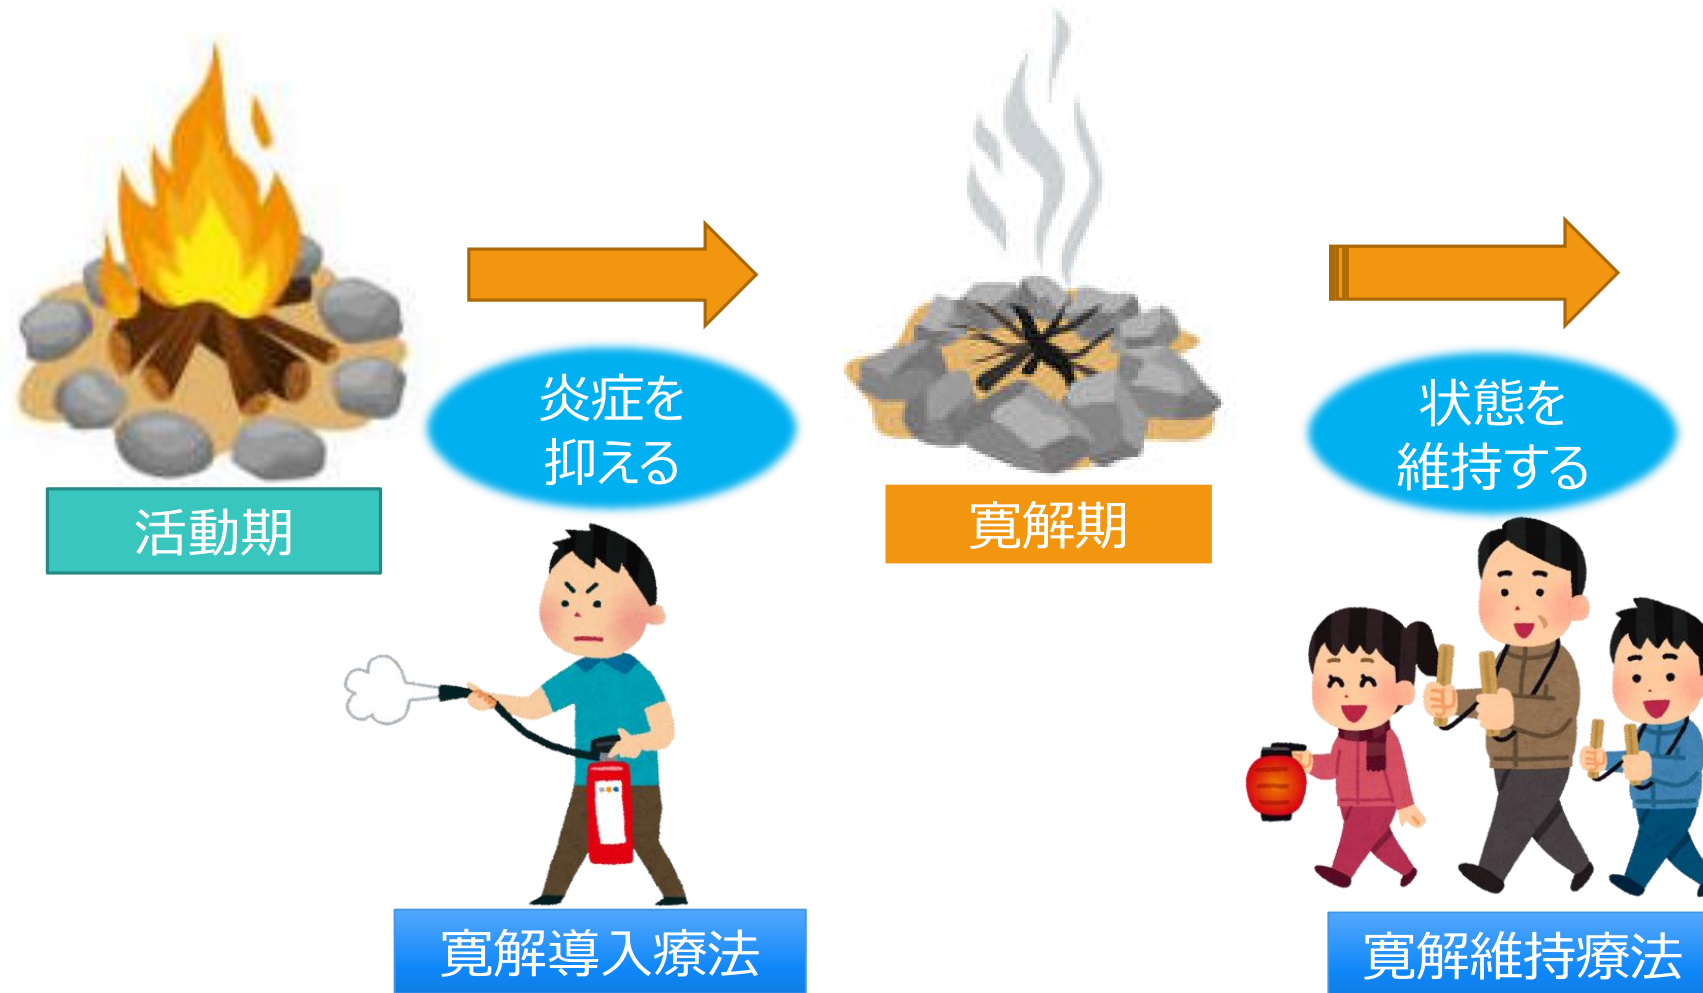 炎症を
抑える
状態を
維持する
活動期
寛解期
寛解導入療法
寛解維持療法